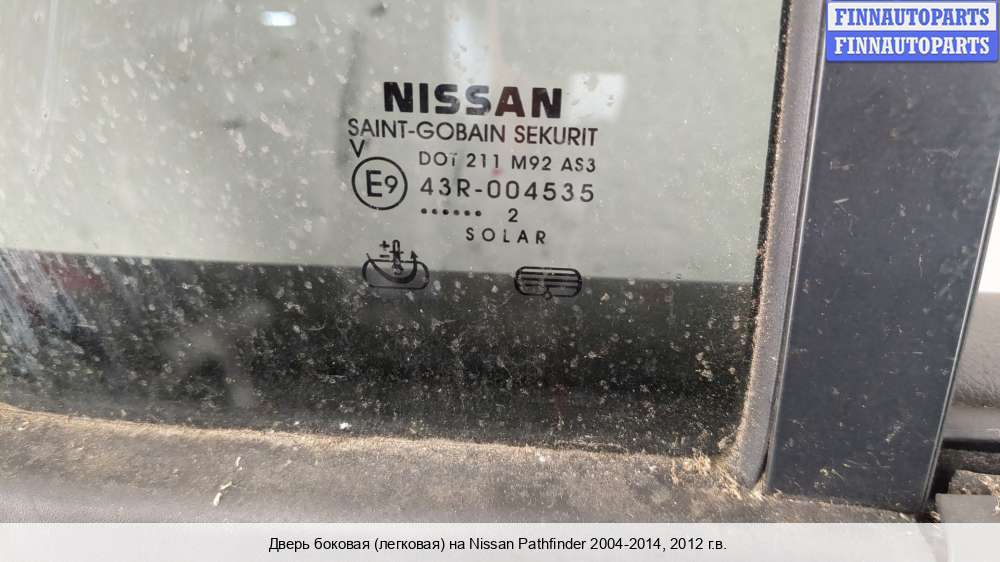 FINNAUTOPARTS
FINNAUTOPARTS
NISSAN
SAINT-GOBAIN SEKURIT
V
DOT 211 M92 AS3
E9 43R-004535
•••••• 2
SOLAR
Дверь боковая (легковая) на Nissan Pathfinder 2004-2014, 2012 г.в.